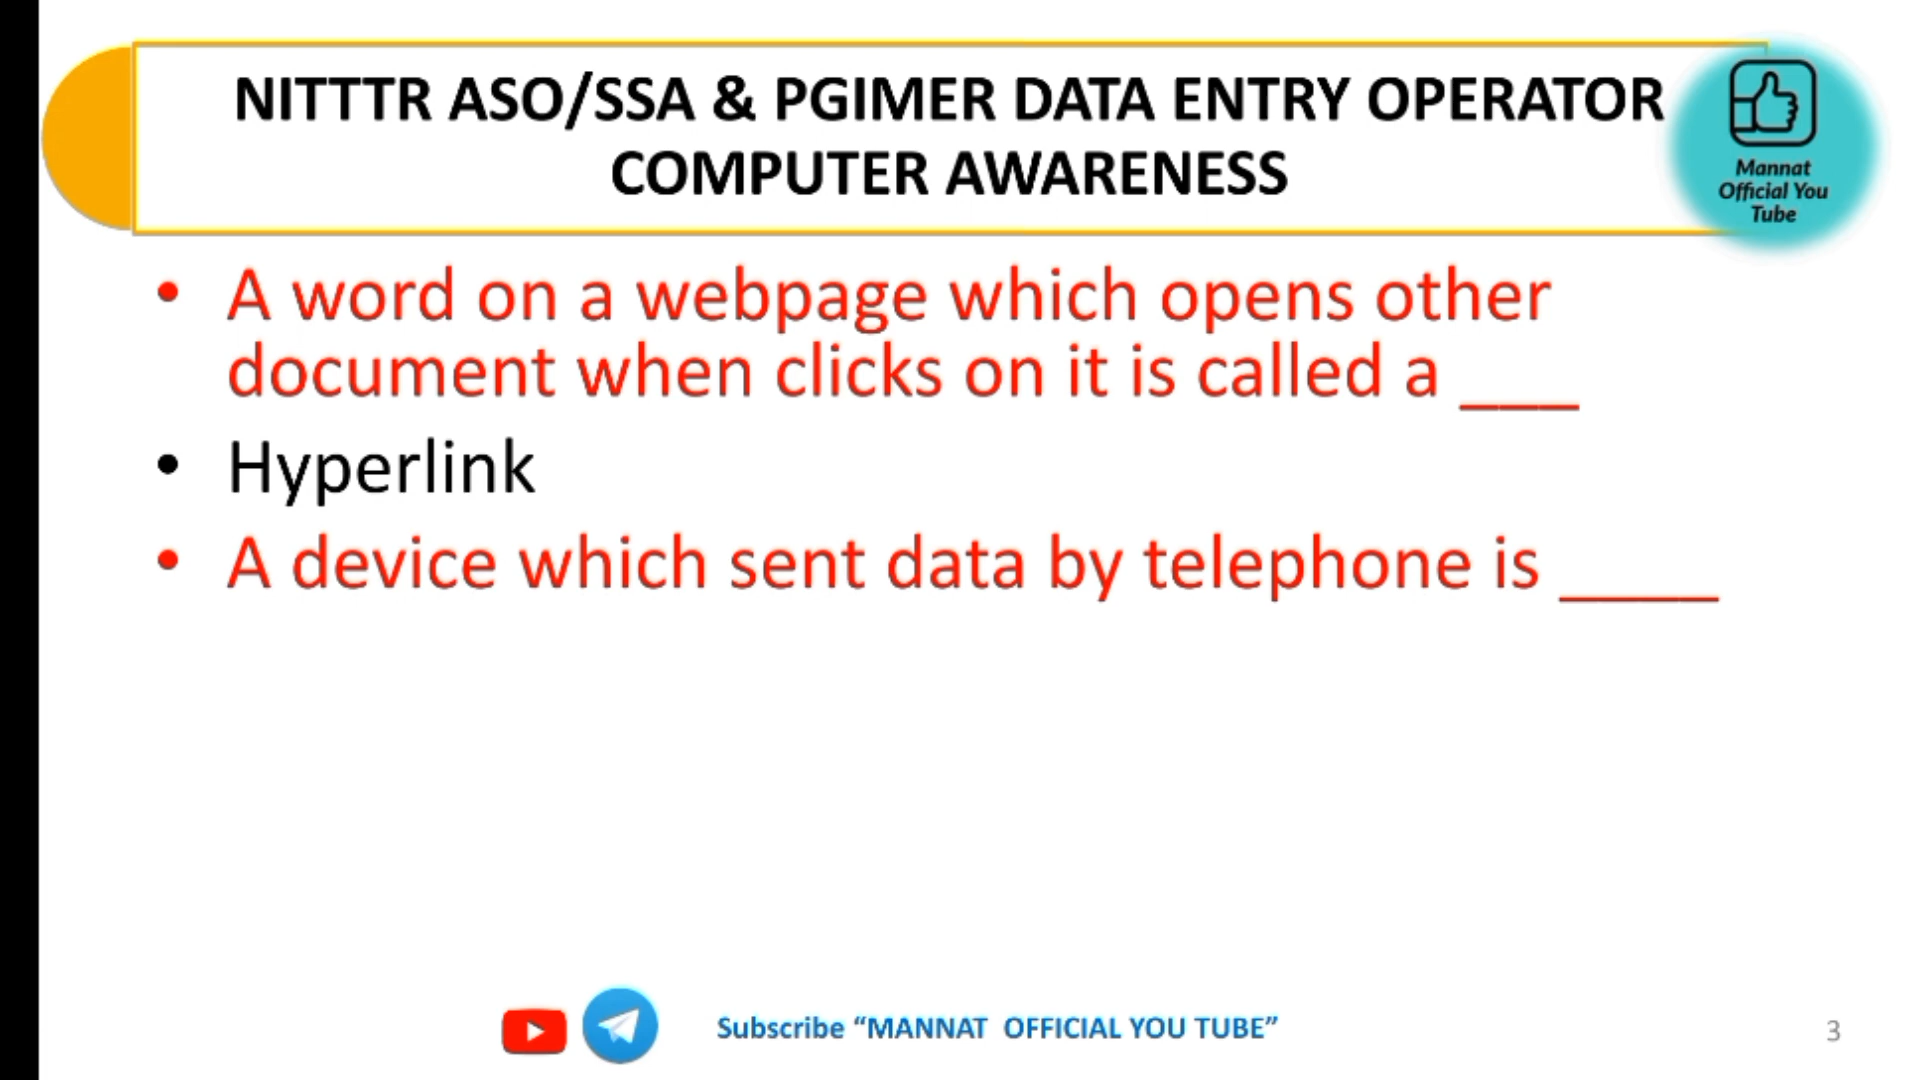 NITTTR ASO/SSA & PGIMER DATA ENTRY OPERATOR
COMPUTER AWARENESS
Mannat
Official You
Tube
• A word on a webpage which opens other
document when clicks on it is called a ___
• Hyperlink
• A device which sent data by telephone is ____
Subscribe “MANNAT OFFICIAL YOU TUBE”
3